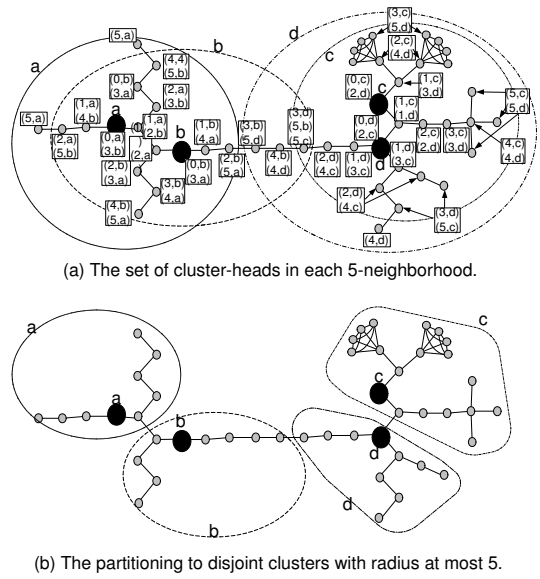 (3,c)
(5,d)
d
(5,a)
b
c
(2,c)
(4,d)
a
(4,4)
(5,b)
(0,c)
(2,d)
c
(1,c)
(3,d)
(0,b)
(3,a)
(5,c)
(5,d)
(1,a)
(4,b)
a
(2,a)
(3,b)
(3,d)
(5,b)
(5,c)
(1,c)
(1,d)
(5,a)
(1,a)
(2,b)
b
(1,b)
(4,a)
(3,b)
(5,d)
(0,d)
(2,c)
(2,a)
(5,b)
(0,a)
(3,b)
(2,c)
(2,d)
(3,c)
(3,d)
(2,a)
d
(1,d)
(3,c)
(4,c)
(4,d)
(2,b)
(3,a)
(0,b)
(3,a)
(2,b)
(5,a)
(4,b)
(4,d)
(2,d)
(4,c)
(1,d)
(3,c)
(3,b)
(4,a)
(2,d)
(4,c)
(4,b)
(5,a)
(3,d)
(5,c)
(4,d)
(a) The set of cluster-heads in each 5-neighborhood.
a
c
c
a
b
d
b
d
(b) The partitioning to disjoint clusters with radius at most 5.